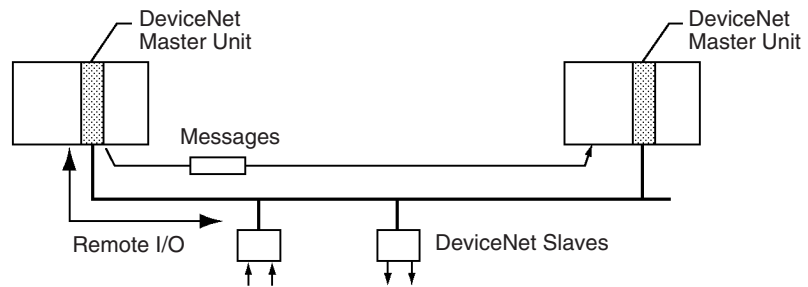 DeviceNet
Master Unit
DeviceNet
Master Unit
Messages
Remote I/O
DeviceNet Slaves